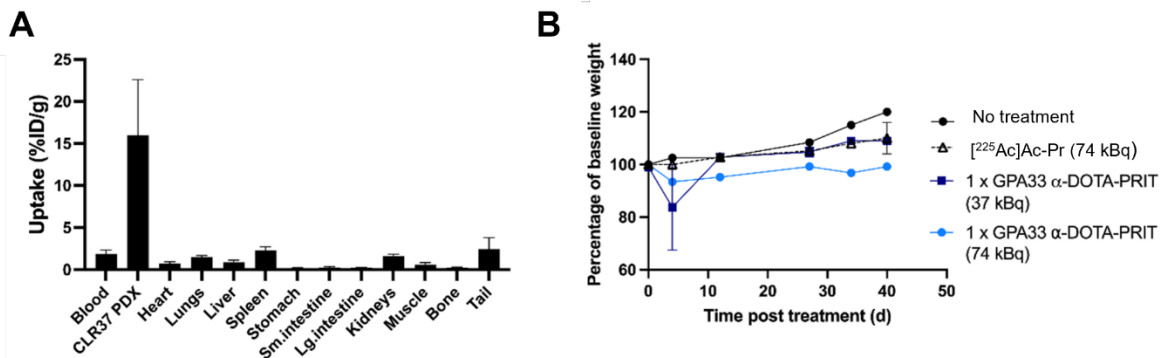 A
B
25
20
15
10
5
0
Uptake (%ID/g)
Blood
CLR37 PDX
Heart
Lungs
Liver
Spleen
Stomach
Sm.intestine
Lg.intestine
Kidneys
Muscle
Bone
Tail
140
120
100
80
60
Percentage of baseline weight
0
10
20
30
40
50
Time post treatment (d)
No treatment
[²²⁵Ac]Ac-Pr (74 kBq)
1 x GPA33 α-DOTA-PRIT
(37 kBq)
1 x GPA33 α-DOTA-PRIT
(74 kBq)